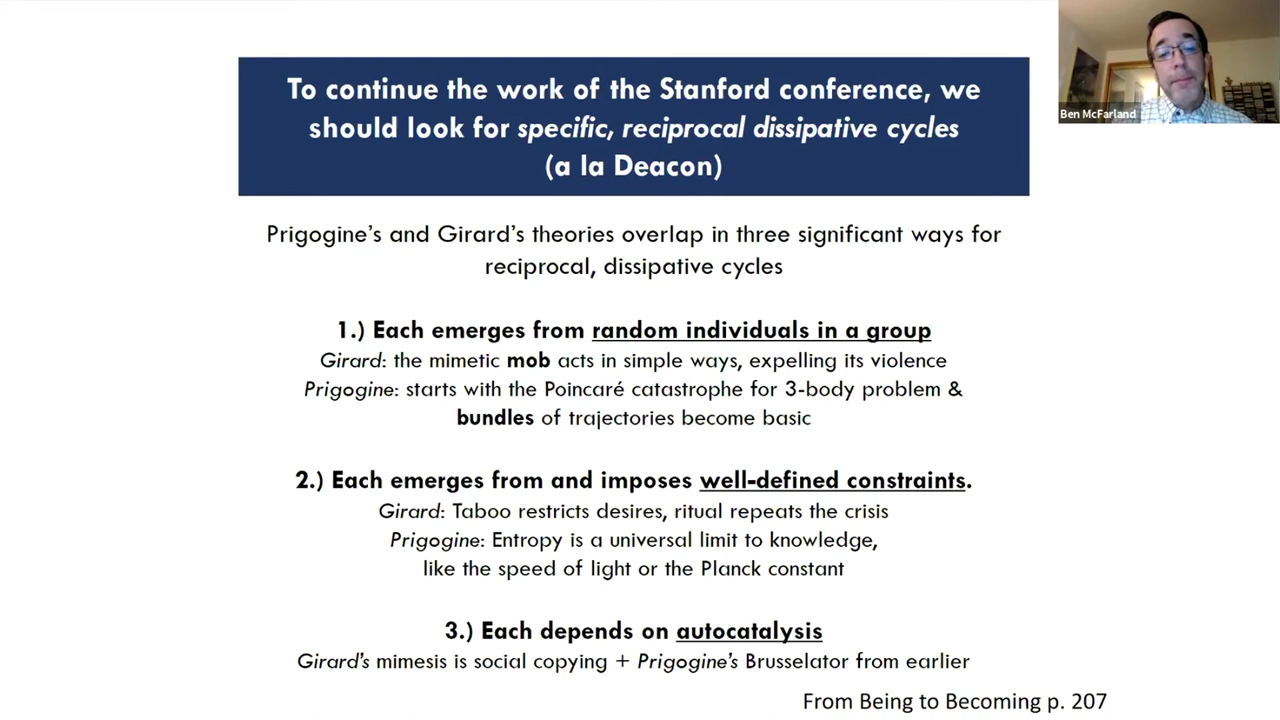 To continue the work of the Stanford conference, we
should look for specific, reciprocal dissipative cycles
(a la Deacon)
Ben McFarland
Prigogine's and Girard's theories overlap in three significant ways for
reciprocal, dissipative cycles
1.) Each emerges from random individuals in a group
Girard: the mimetic mob acts in simple ways, expelling its violence
Prigogine: starts with the Poincaré catastrophe for 3-body problem &
bundles of trajectories become basic
2.) Each emerges from and imposes well-defined constraints.
Girard: Taboo restricts desires, ritual repeats the crisis
Prigogine: Entropy is a universal limit to knowledge,
like the speed of light or the Planck constant
3.) Each depends on autocatalysis
Girard's mimesis is social copying + Prigogine's Brusselator from earlier
From Being to Becoming p. 207